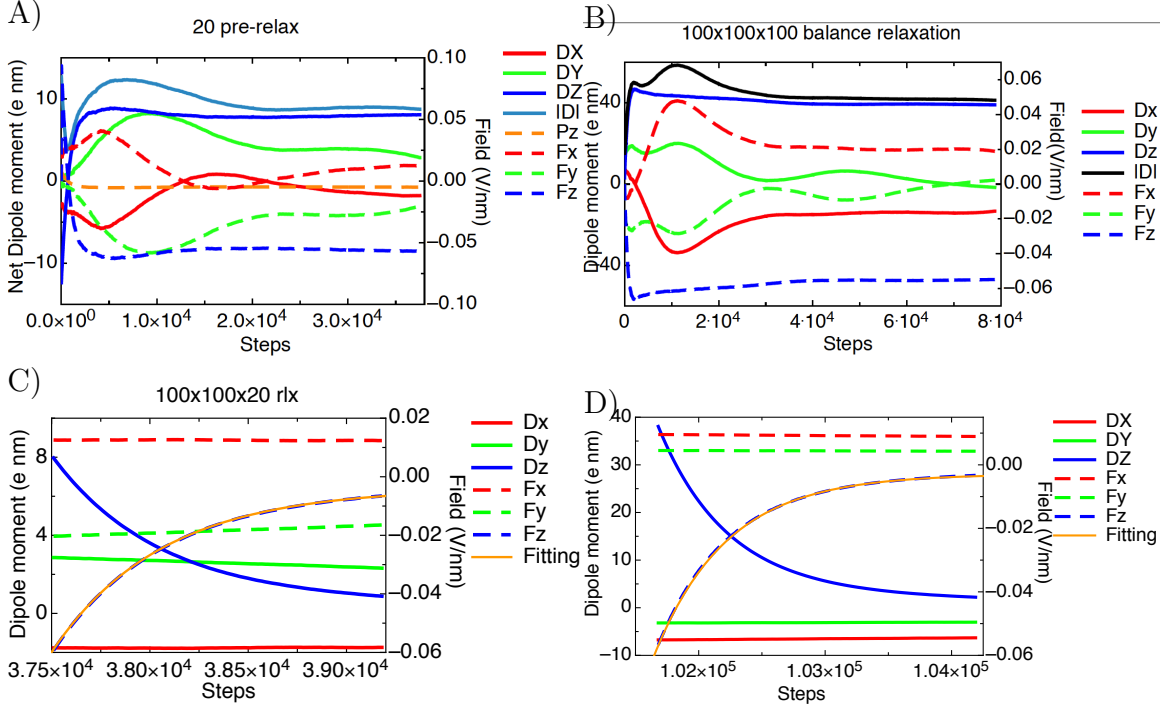 A)
20 pre-relax
Net Dipole moment (e nm)
10
0
−10
0.10
0.05
0.00
−0.05
−0.10
Field (V/nm)
0.0×10⁰
1.0×10⁴
2.0×10⁴
3.0×10⁴
Steps
DX
DY
DZ
IDI
Pz
Fx
Fy
Fz
B)
100x100x100 balance relaxation
Dipole moment (e nm)
40
0
−40
0.06
0.04
0.02
0.00
−0.02
−0.04
−0.06
Field(V/nm)
0
2·10⁴
4·10⁴
6·10⁴
8·10⁴
Steps
Dx
Dy
Dz
IDI
Fx
Fy
Fz
C)
100x100x20 rlx
Dipole moment (e nm)
8
4
0
0.02
0.00
−0.02
−0.04
−0.06
Field (V/nm)
3.75×10⁴
3.80×10⁴
3.85×10⁴
3.90×10⁴
Steps
Dx
Dy
Dz
Fx
Fy
Fz
Fitting
D)
Dipole moment (e nm)
40
35
30
25
20
15
10
5
0
−5
−10
0.00
−0.02
−0.04
−0.06
Field (V/nm)
1.02×10⁵
1.03×10⁵
1.04×10⁵
Steps
DX
DY
DZ
Fx
Fy
Fz
Fitting